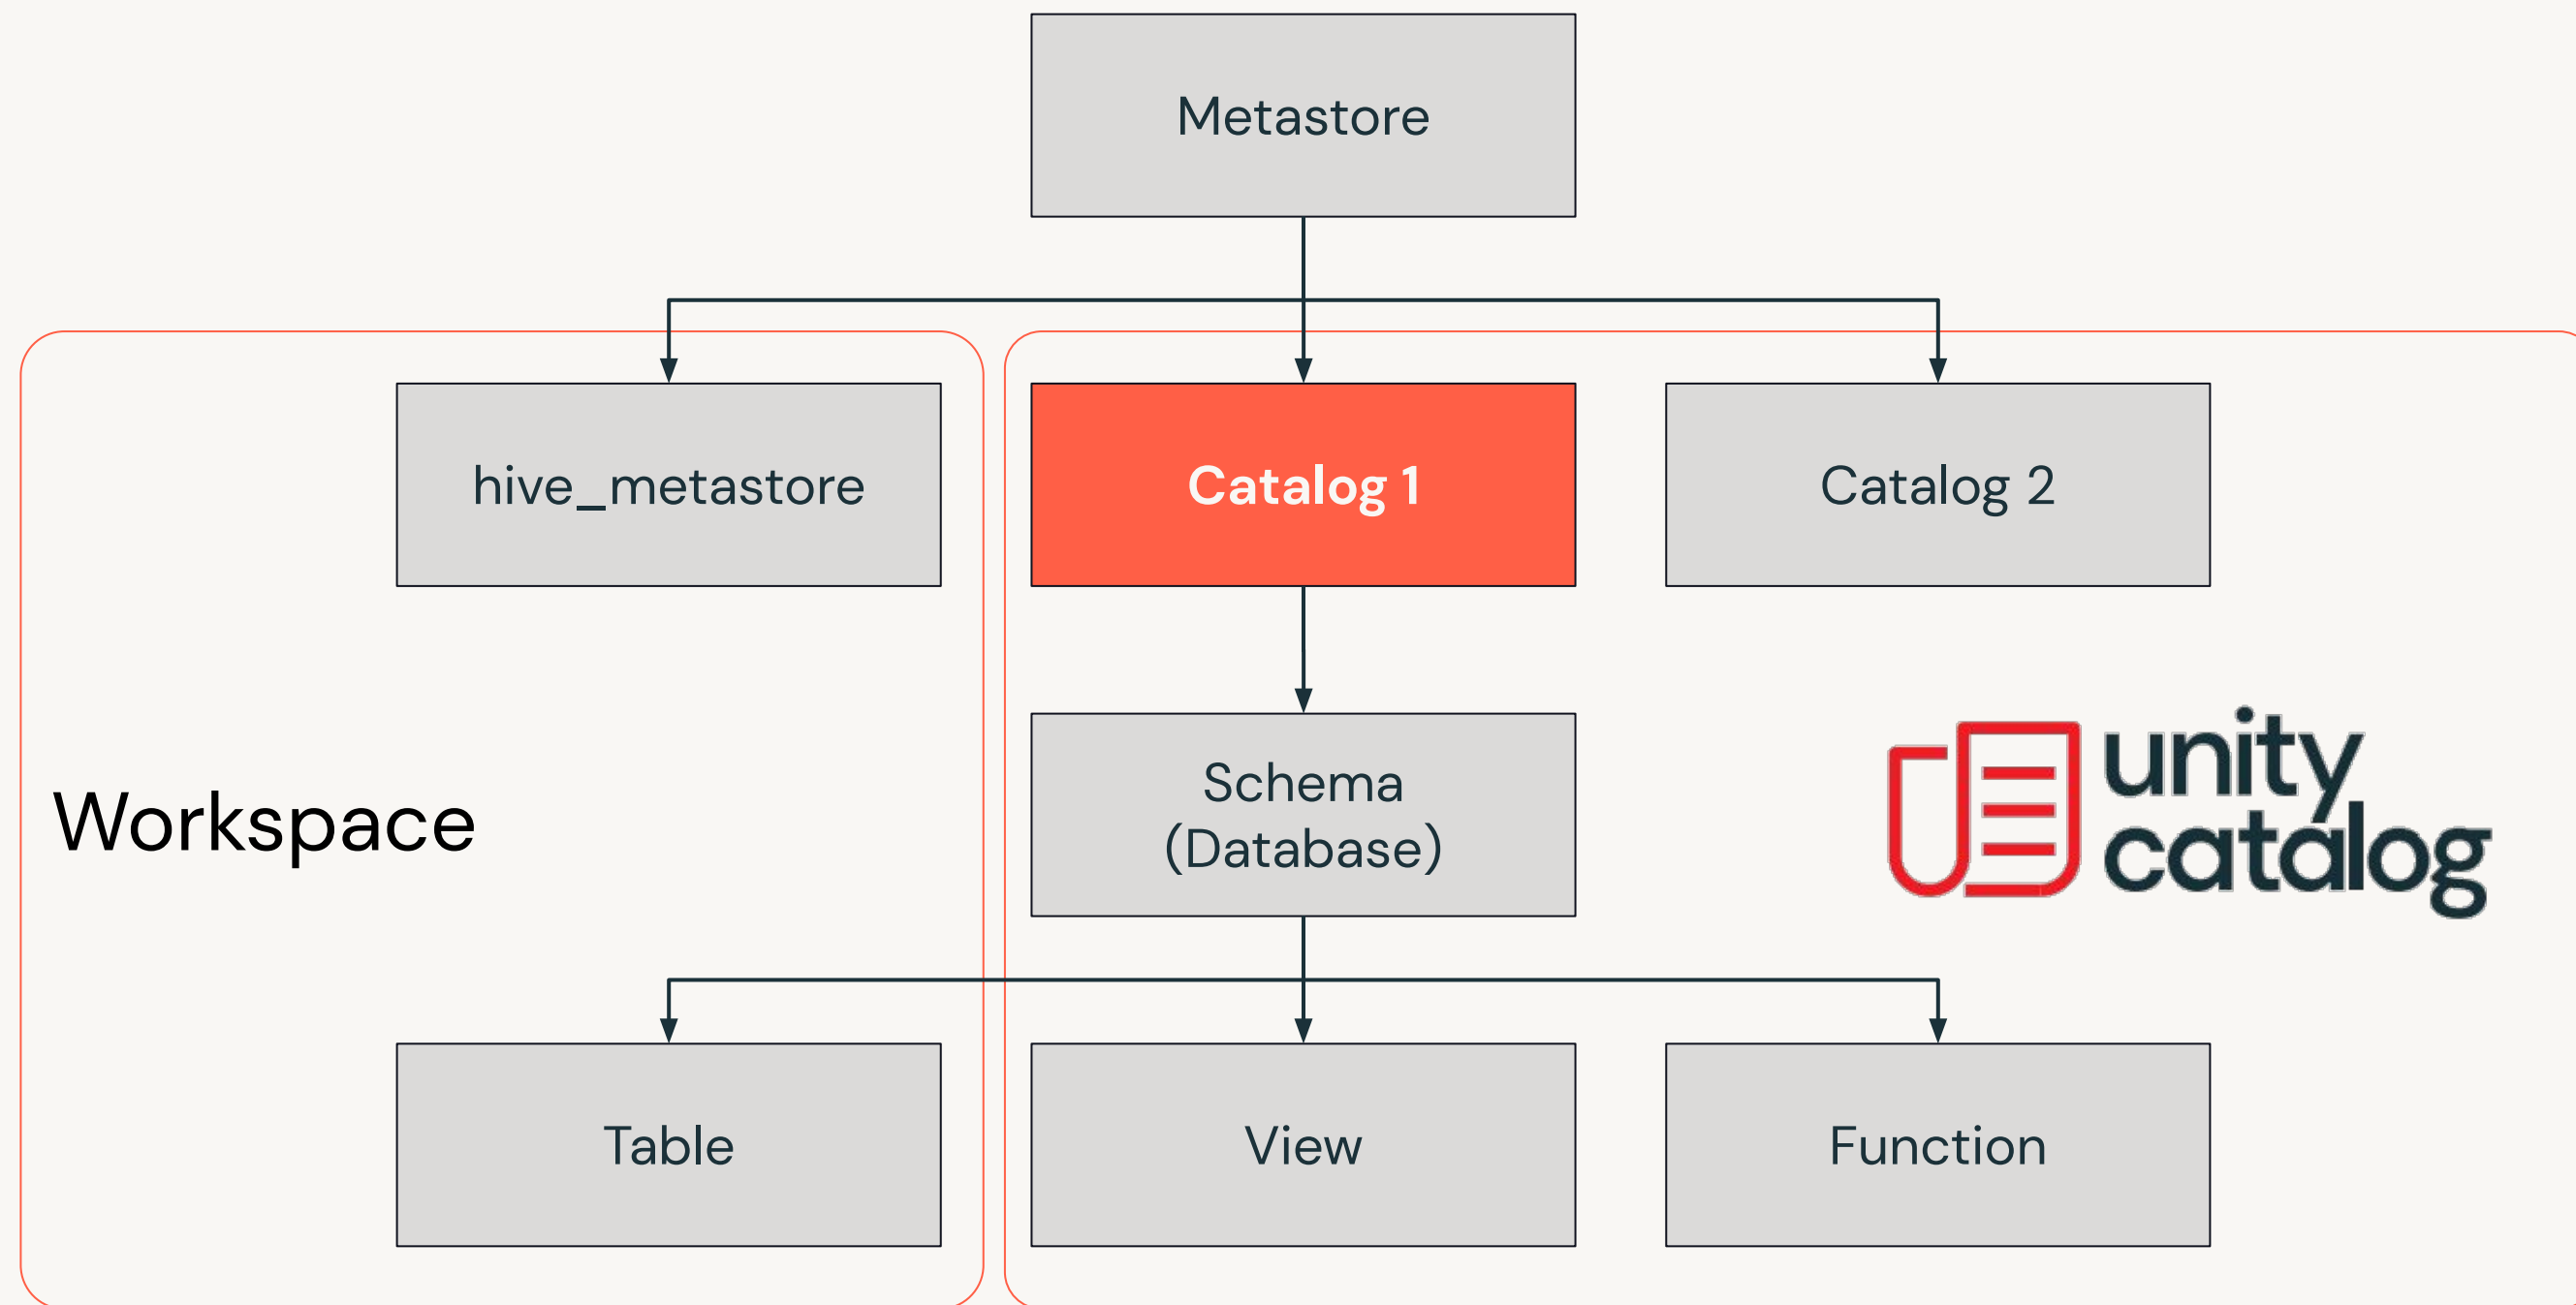 Metastore
hive_metastore
Catalog 1
Catalog 2
Workspace
Schema
(Database)
unity
catalog
Table
View
Function